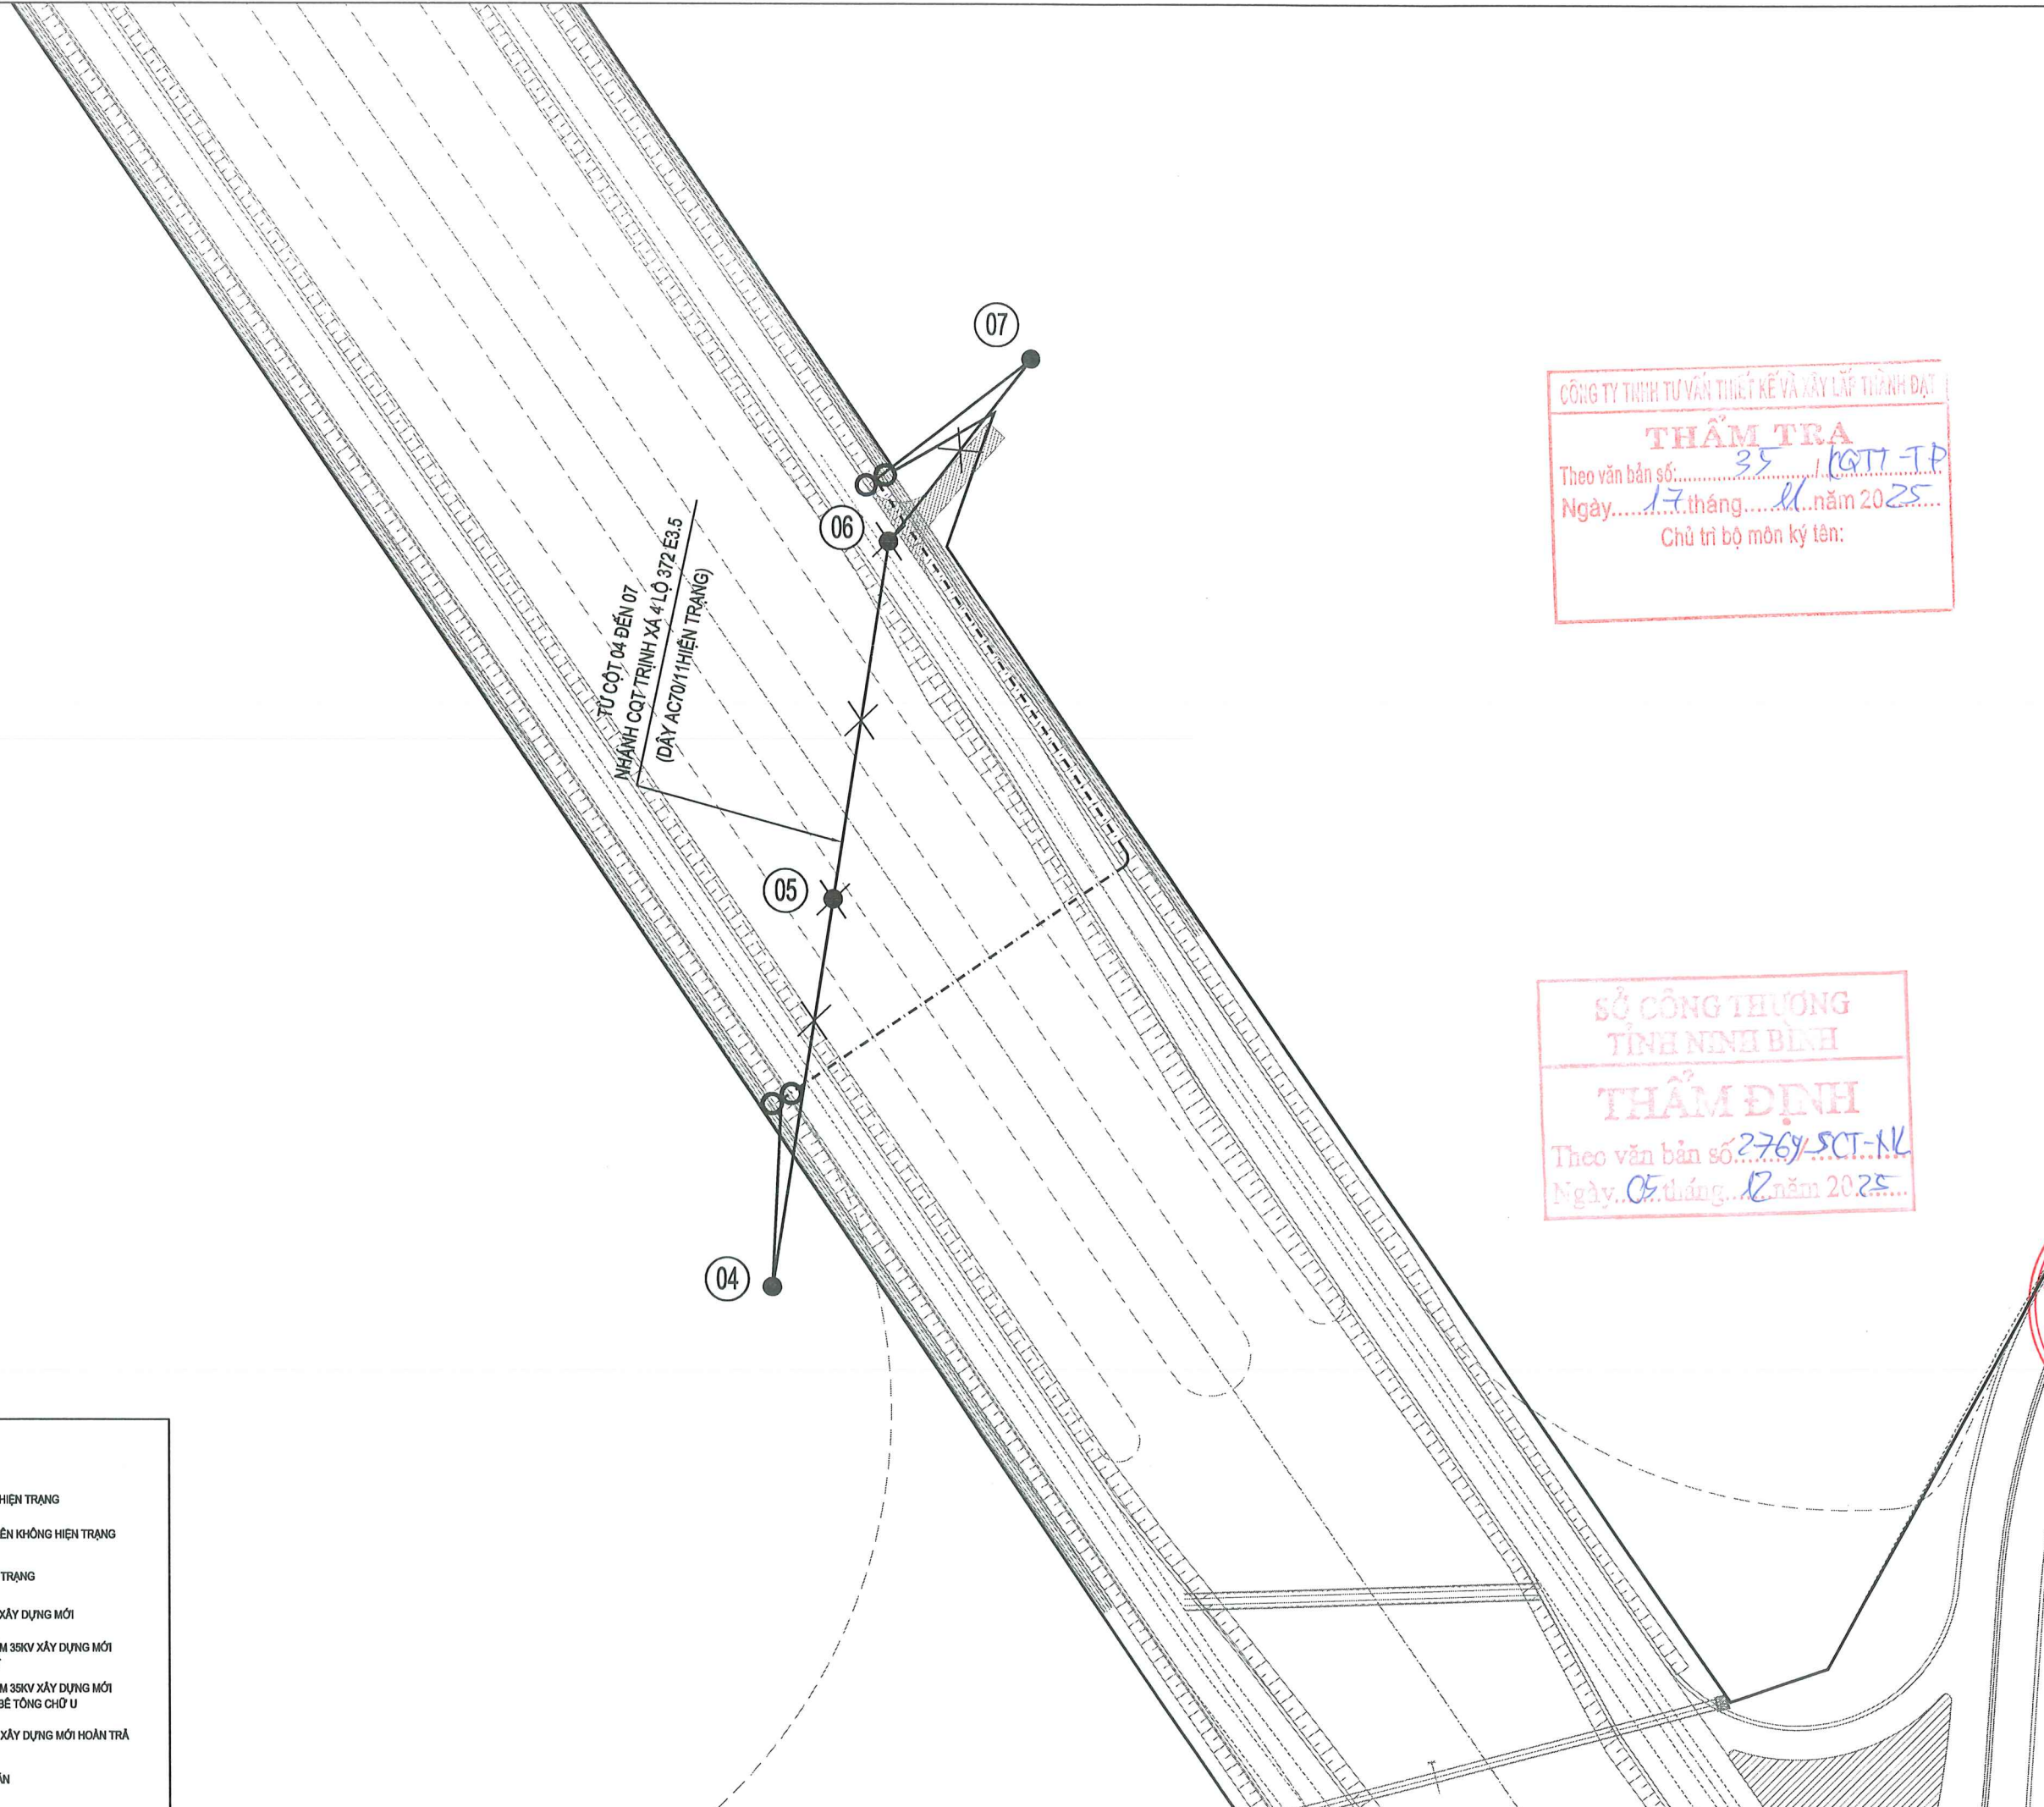 07
CÔNG TY TNHH TƯ VẤN THIẾT KẾ VÀ XÂY LẮP THÀNH ĐẠT
THẨM TRA
Theo văn bản số: 35 / KQTT-TP
Ngày 17 tháng 11 năm 2025
Chủ trì bộ môn ký tên:
06
TỪ CỘT 04 ĐẾN 07
NHÁNH CQT TRỊNH XÁ 4 LỘ 372 E3.5
(DÂY AC70/11HIỆN TRẠNG)
05
SỞ CÔNG THƯƠNG
TỈNH NINH BÌNH
THẨM ĐỊNH
Theo văn bản số /SCT-NL
Ngày 05 tháng 12 năm 2025
04
HIỆN TRẠNG
ÊN KHÔNG HIỆN TRẠNG
TRẠNG
XÂY DỰNG MỚI
M 35KV XÂY DỰNG MỚI
M 35KV XÂY DỰNG MỚI
BÊ TÔNG CHỮ U
XÂY DỰNG MỚI HOÀN TRẢ
T